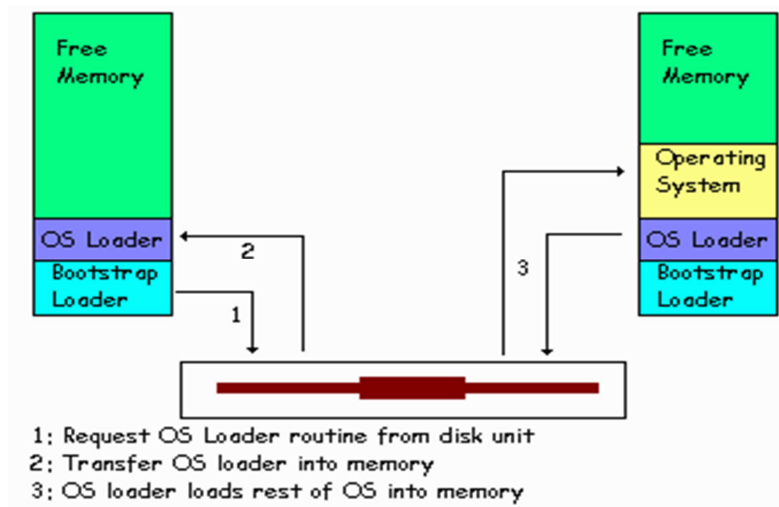 Free
Memory
OS Loader
Bootstrap
Loader
2
1
3
Free
Memory
Operating
System
OS Loader
Bootstrap
Loader
1: Request OS Loader routine from disk unit
2: Transfer OS loader into memory
3: OS loader loads rest of OS into memory